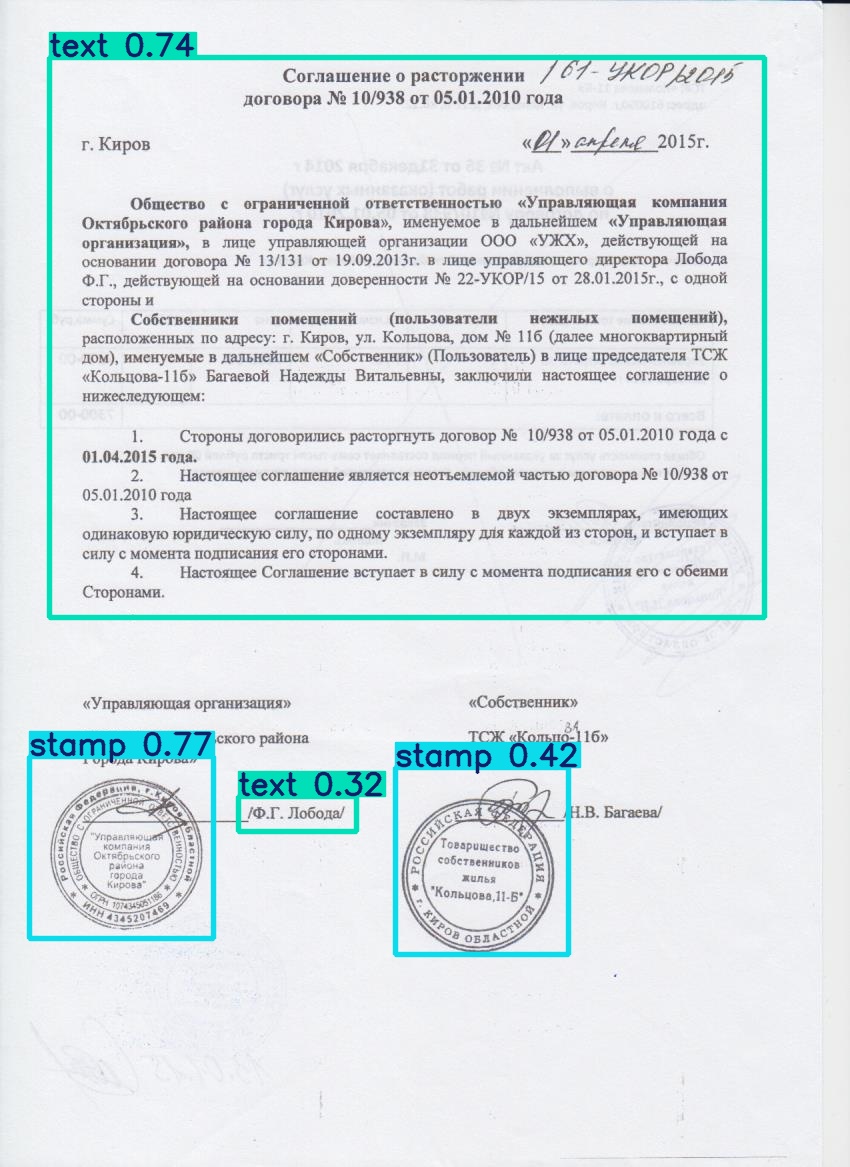 text 0.74
Соглашение о расторжении /61-УКОР/2015
договора № 10/938 от 05.01.2010 года
г. Киров «01» апреля 2015г.
Общество с ограниченной ответственностью «Управляющая компания
Октябрьского района города Кирова», именуемое в дальнейшем «Управляющая
организация», в лице управляющей организации ООО «УЖХ», действующей на
основании договора № 13/131 от 19.09.2013г. в лице управляющего директора Лобода
Ф.Г., действующей на основании доверенности № 22-УКОР/15 от 28.01.2015г., с одной
стороны и
Собственники помещений (пользователи нежилых помещений),
расположенных по адресу: г. Киров, ул. Кольцова, дом № 11б (далее многоквартирный
дом), именуемые в дальнейшем «Собственник» (Пользователь) в лице председателя ТСЖ
«Кольцова-11б» Багаевой Надежды Витальевны, заключили настоящее соглашение о
нижеследующем:
1. Стороны договорились расторгнуть договор № 10/938 от 05.01.2010 года с
01.04.2015 года.
2. Настоящее соглашение является неотъемлемой частью договора № 10/938 от
05.01.2010 года
3. Настоящее соглашение составлено в двух экземплярах, имеющих
одинаковую юридическую силу, по одному экземпляру для каждой из сторон, и вступает в
силу с момента подписания его сторонами.
4. Настоящее Соглашение вступает в силу с момента подписания его с обеими
Сторонами.
«Управляющая организация» «Собственник»
ского района ТСЖ «Кольцо-11б»
stamp 0.77 stamp 0.42
Города Кирова»
text 0.32
/Ф.Г. Лобода/ /Н.В. Багаева/
Российская Федерация, г. Киров областной
ОБЩЕСТВО С ОГРАНИЧЕННОЙ ОТВЕТСТВЕННОСТЬЮ
"Управляющая
компания
Октябрьского
района
города
Кирова"
ОГРН 1074345051186
ИНН 4345207469
РОССИЙСКАЯ ФЕДЕРАЦИЯ
Товарищество
собственников
жилья
"Кольцова,11-Б"
г. КИРОВ ОБЛАСТНОЙ